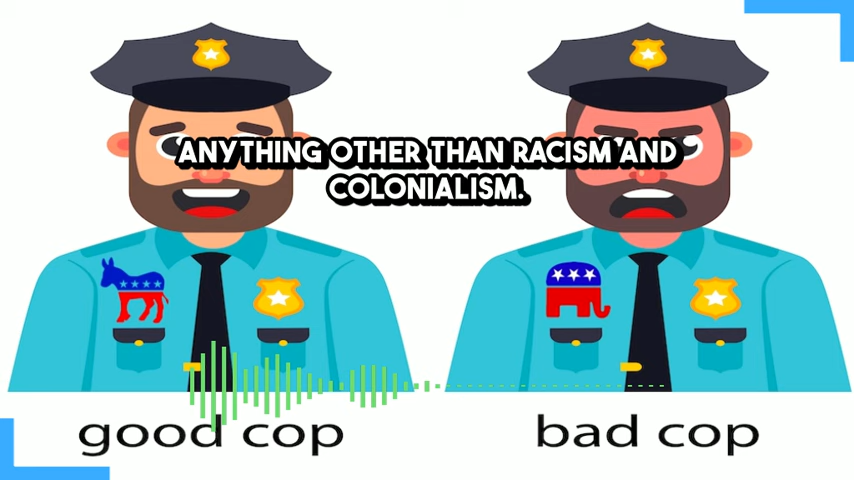 ANYTHING OTHER THAN RACISM AND
COLONIALISM.
good cop
bad cop